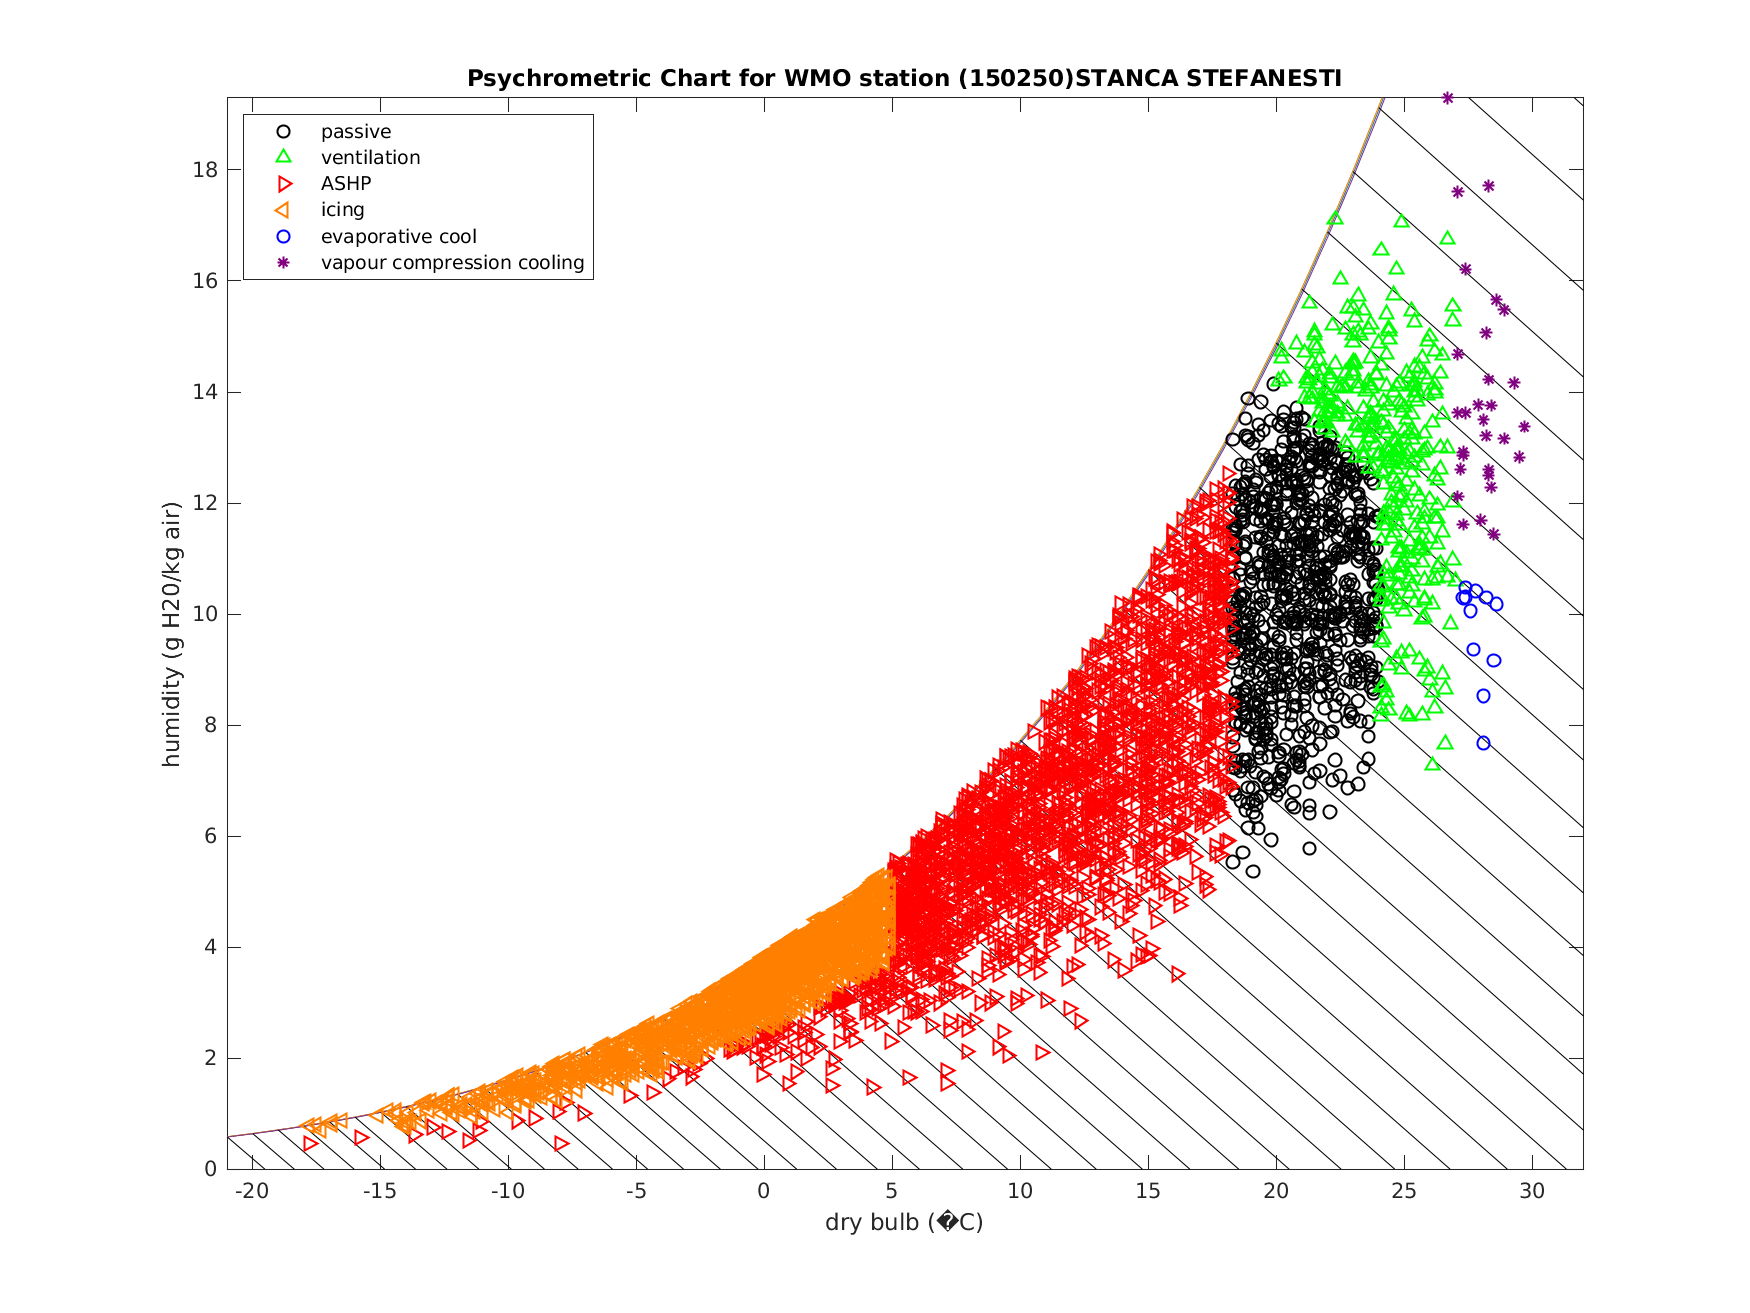 Psychrometric Chart for WMO station (150250)STANCA STEFANESTI
passive
ventilation
ASHP
icing
evaporative cool
vapour compression cooling
humidity (g H20/kg air)
18
16
14
12
10
8
6
4
2
0
-20 -15 -10 -5 0 5 10 15 20 25 30
dry bulb (�C)